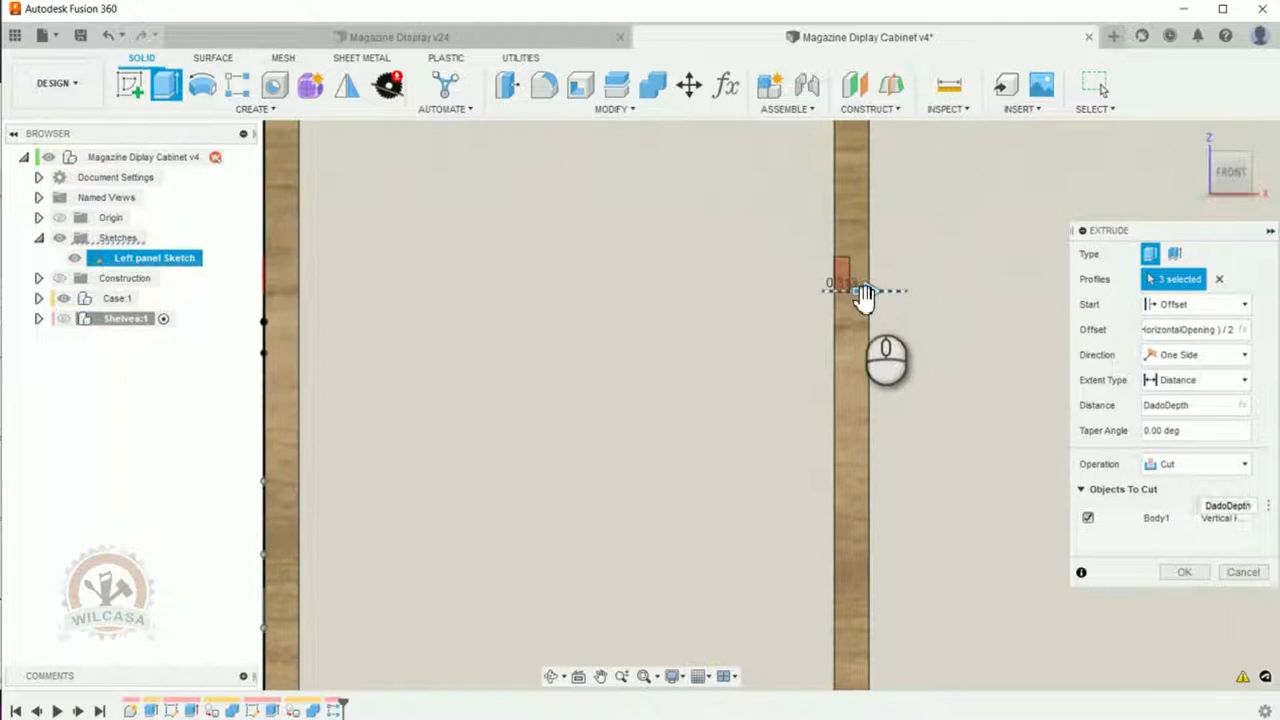 Autodesk Fusion 360
Magazine Display v24
Magazine Diplay Cabinet v4*
DESIGN
SOLID
SURFACE
MESH
SHEET METAL
PLASTIC
UTILITIES
CREATE
AUTOMATE
MODIFY
fx
ASSEMBLE
CONSTRUCT
INSPECT
INSERT
SELECT
BROWSER
Magazine Diplay Cabinet v4
Document Settings
Named Views
Origin
Sketches
Left panel Sketch
Construction
Case:1
Shelves:1
WILCASA
COMMENTS
Z
FRONT
X
EXTRUDE
Type
Profiles 3 selected
Start Offset
Offset HorizontalOpening ) / 2 fx
Direction One Side
Extent Type Distance
Distance DadoDepth fx
Taper Angle 0.00 deg
Operation Cut
Objects To Cut
DadoDepth
Body1
OK Cancel